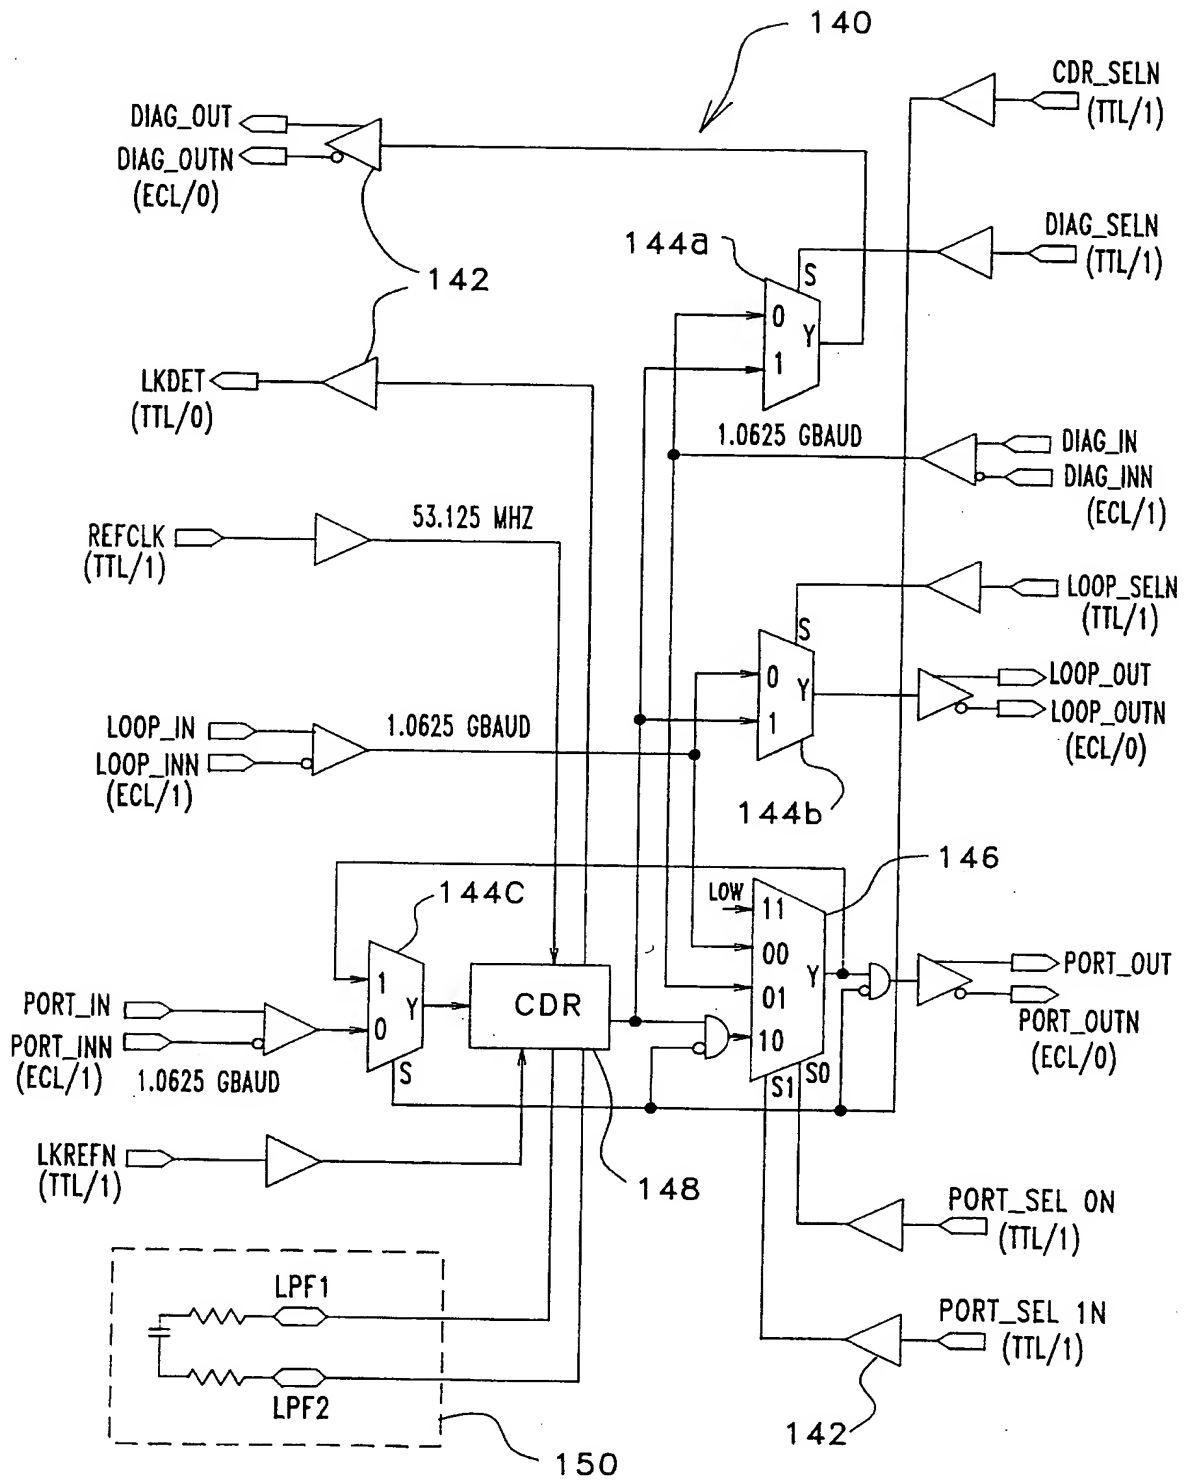 140
CDR_SELN
(TTL/1)
DIAG_OUT
DIAG_OUTN
(ECL/0)
142
144a
DIAG_SELN
(TTL/1)
S
0
Y
1
LKDET
(TTL/0)
1.0625 GBAUD
DIAG_IN
DIAG_INN
(ECL/1)
REFCLK
(TTL/1)
53.125 MHZ
LOOP_SELN
(TTL/1)
S
0
Y
1
LOOP_OUT
LOOP_OUTN
(ECL/0)
LOOP_IN
LOOP_INN
(ECL/1)
1.0625 GBAUD
144b
146
144C
LOW
11
00
Y
01
10
S1
S0
1
Y
0
S
CDR
PORT_IN
PORT_INN
(ECL/1)
1.0625 GBAUD
PORT_OUT
PORT_OUTN
(ECL/0)
LKREFN
(TTL/1)
148
PORT_SEL 0N
(TTL/1)
LPF1
LPF2
PORT_SEL 1N
(TTL/1)
142
150